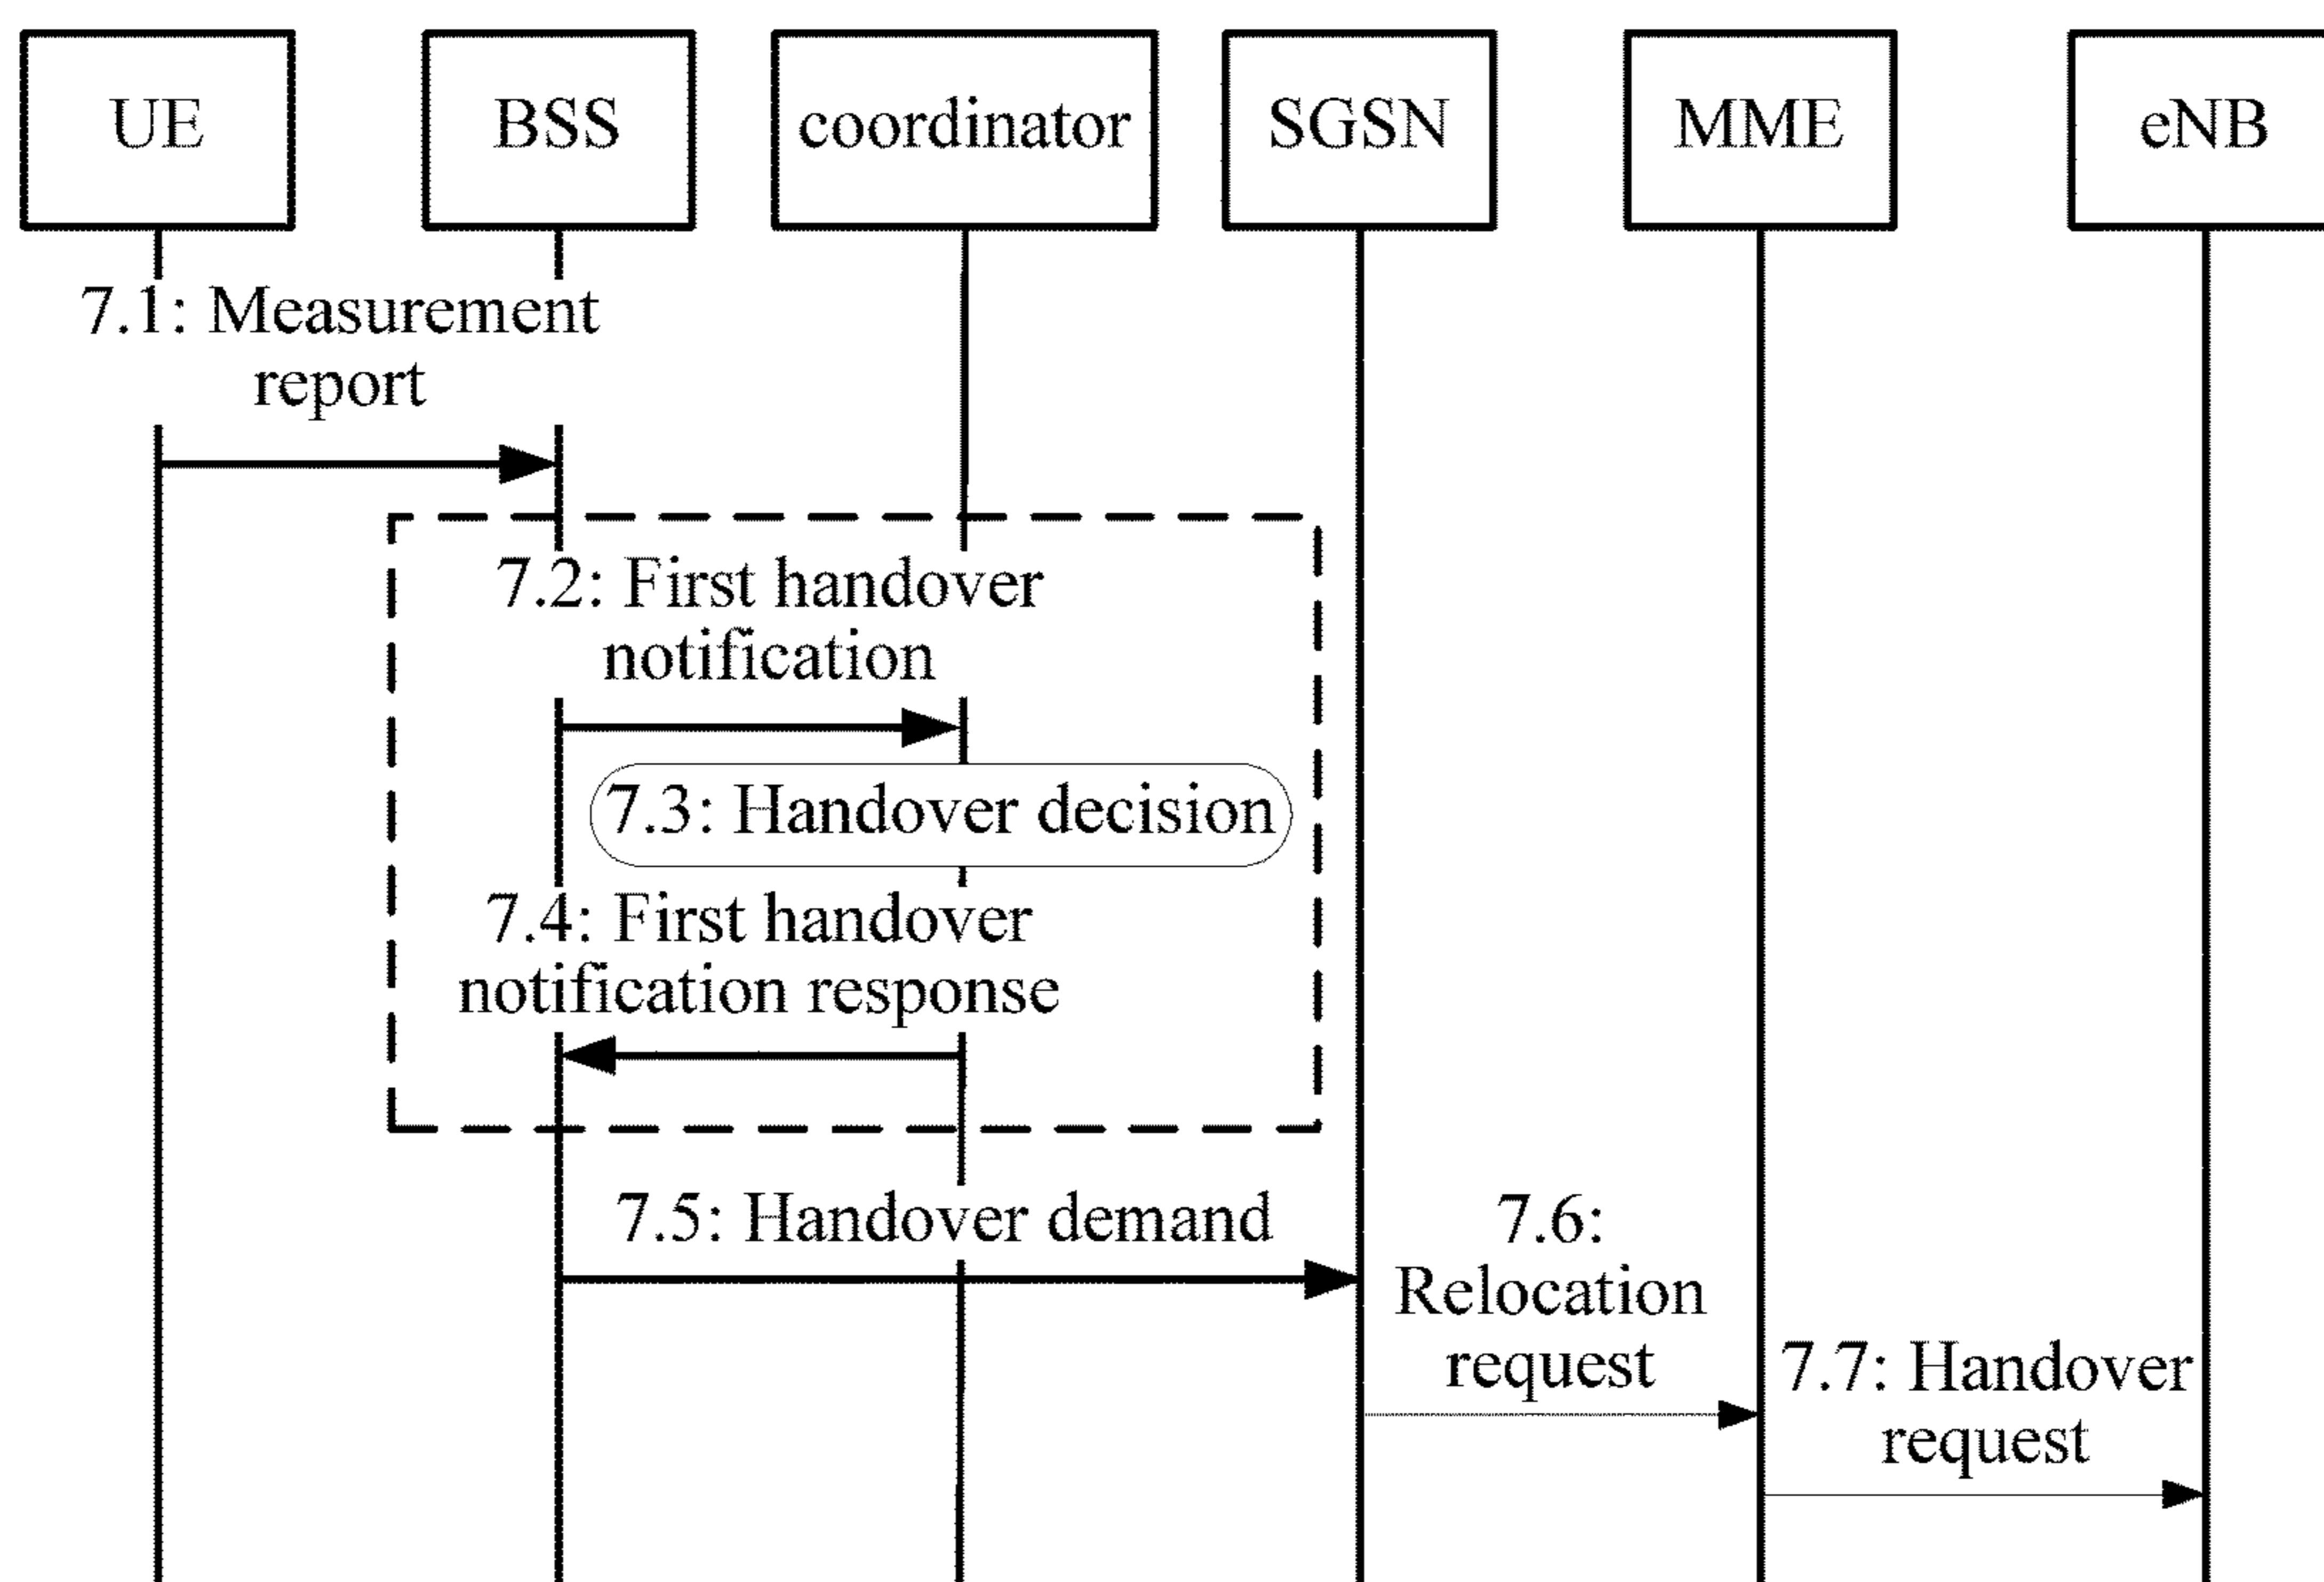 UE
BSS
coordinator
SGSN
MME
eNB
7.1: Measurement
report
7.2: First handover
notification
7.3: Handover decision
7.4: First handover
notification response
7.5: Handover demand
7.6:
Relocation
request
7.7: Handover
request